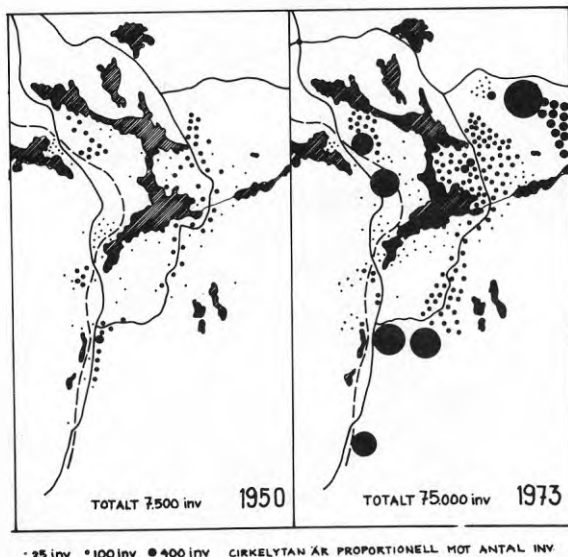 TOTALT 7.500 inv 1950
TOTALT 75.000 inv 1973
25 inv 100 inv 400 inv CIRKELYTAN ÄR PROPORTIONELL MOT ANTAL INV